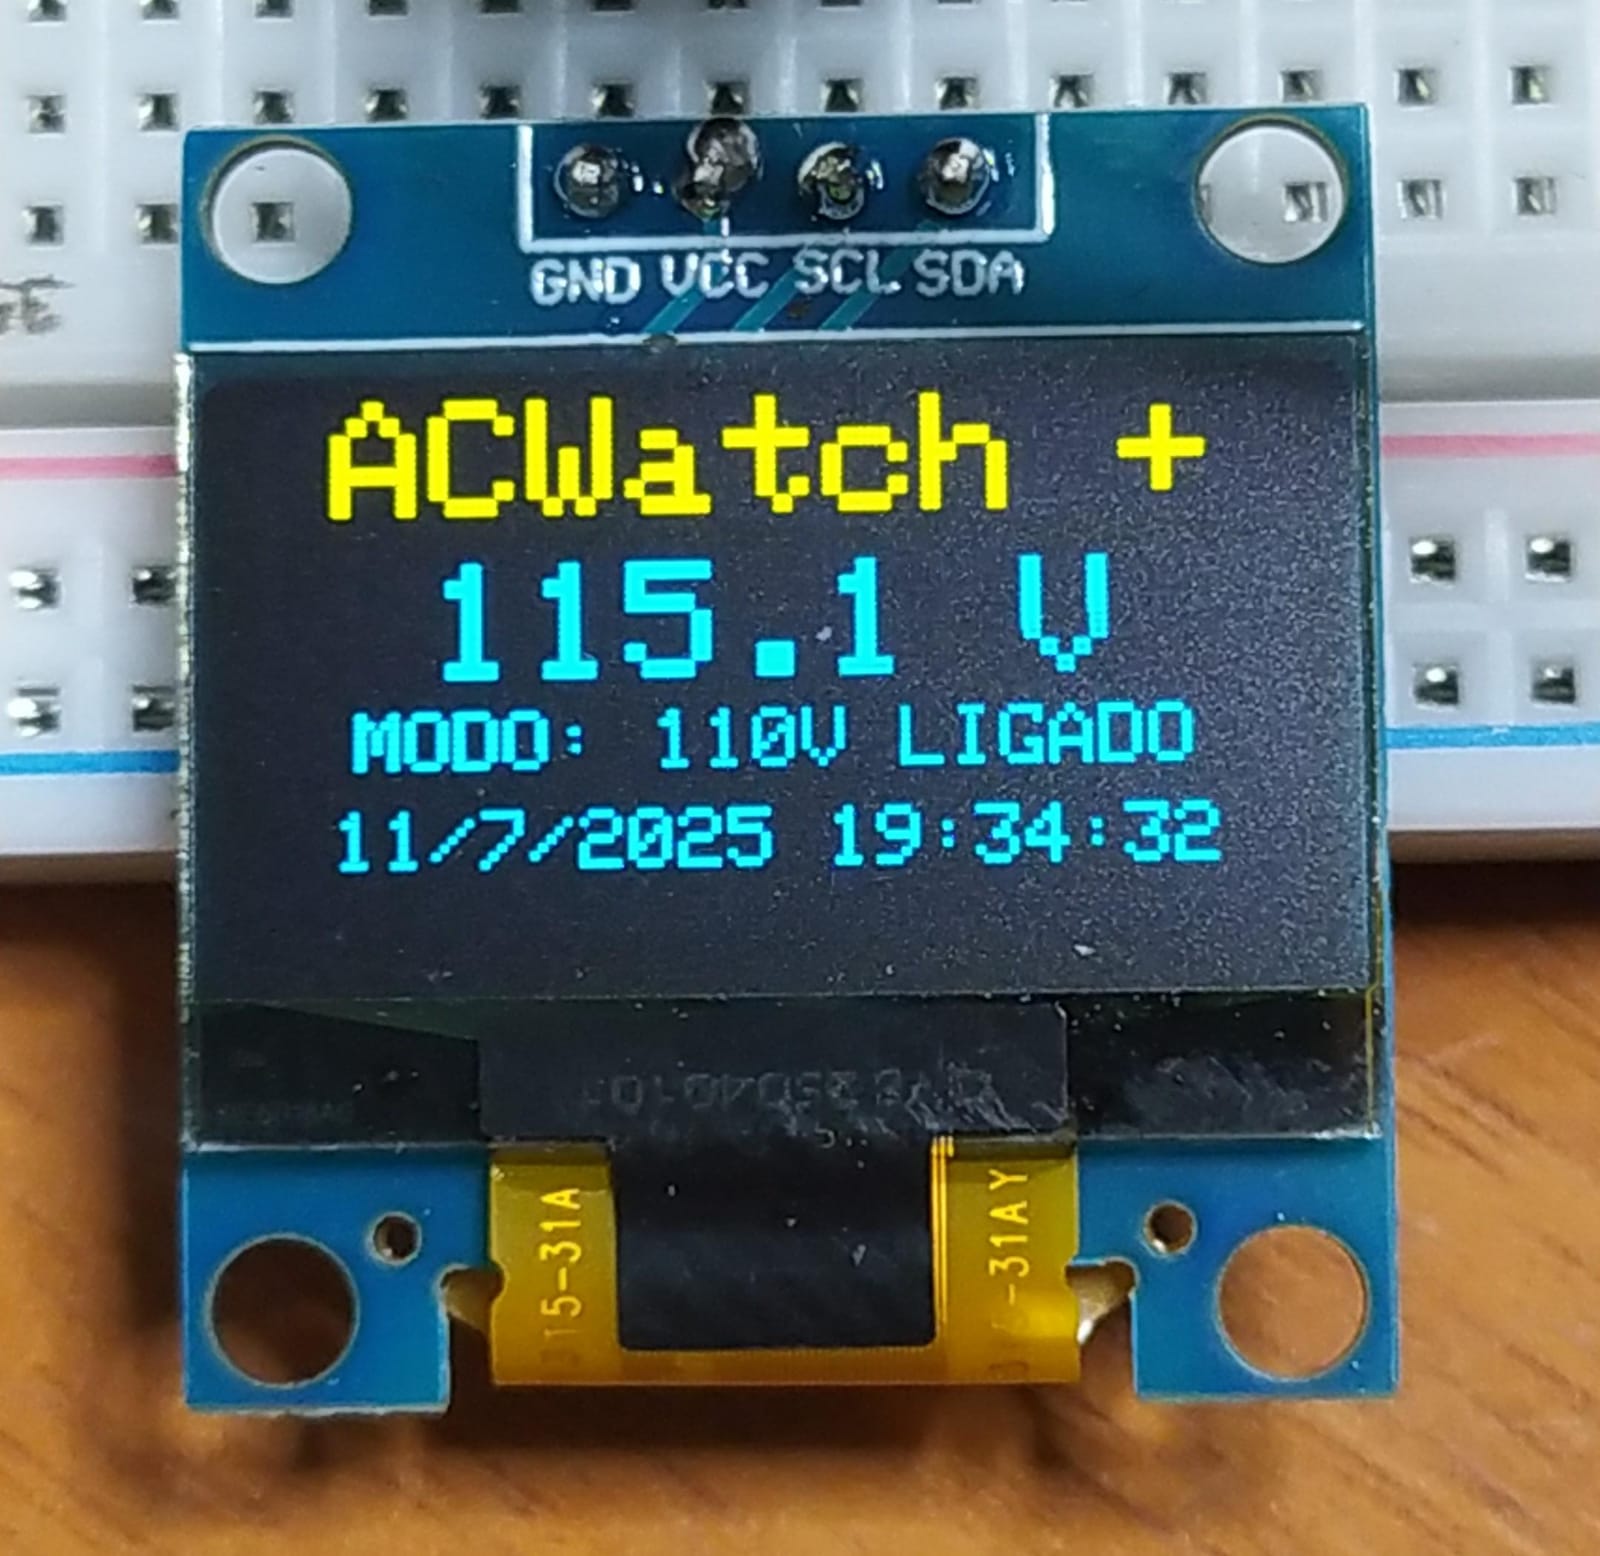 GND VCC SCL SDA
ACWatch +
115.1 V
MODO: 110V LIGADO
11/7/2025 19:34:32